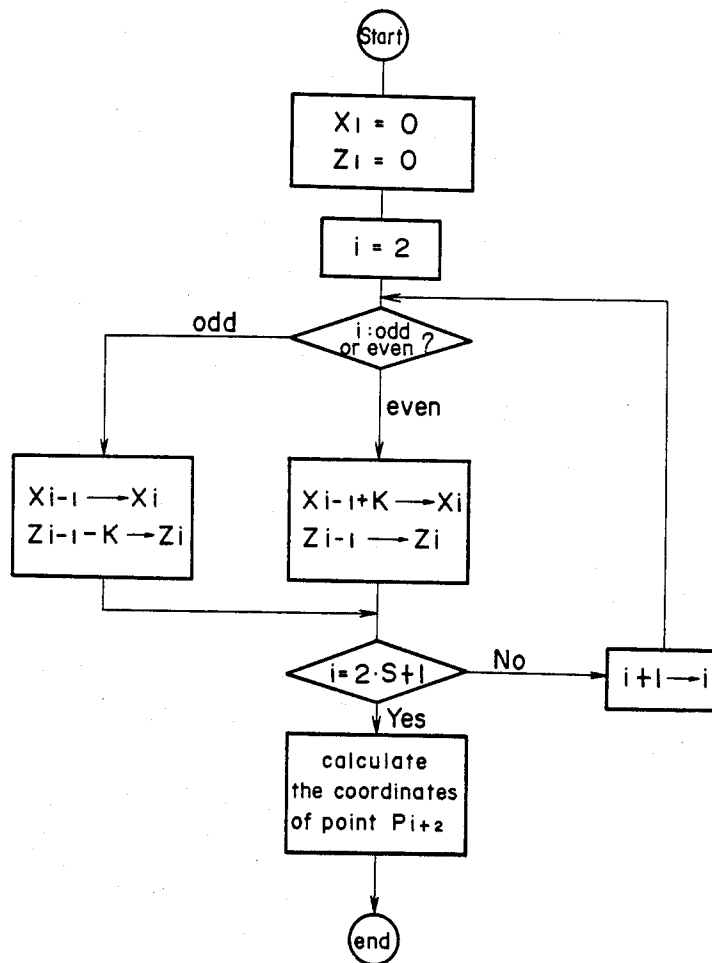 Start
X1 = 0
Z1 = 0
i = 2
i : odd
or even ?
odd
even
Xi-1 → Xi
Zi-1 - K → Zi
Xi-1 + K → Xi
Zi-1 → Zi
i = 2 · S + 1
No
i + 1 → i
Yes
calculate
the coordinates
of point Pi+2
end